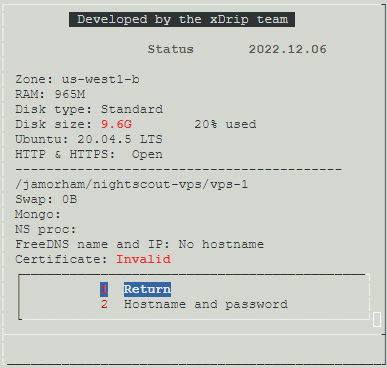 Developed by the xDrip team
Status 2022.12.06
Zone: us-west1-b
RAM: 965M
Disk type: Standard
Disk size: 9.6G 20% used
Ubuntu: 20.04.5 LTS
HTTP & HTTPS: Open
------------------------------------------
/jamorham/nightscout-vps/vps-1
Swap: 0B
Mongo:
NS proc:
FreeDNS name and IP: No hostname
Certificate: Invalid
1 Return
2 Hostname and password